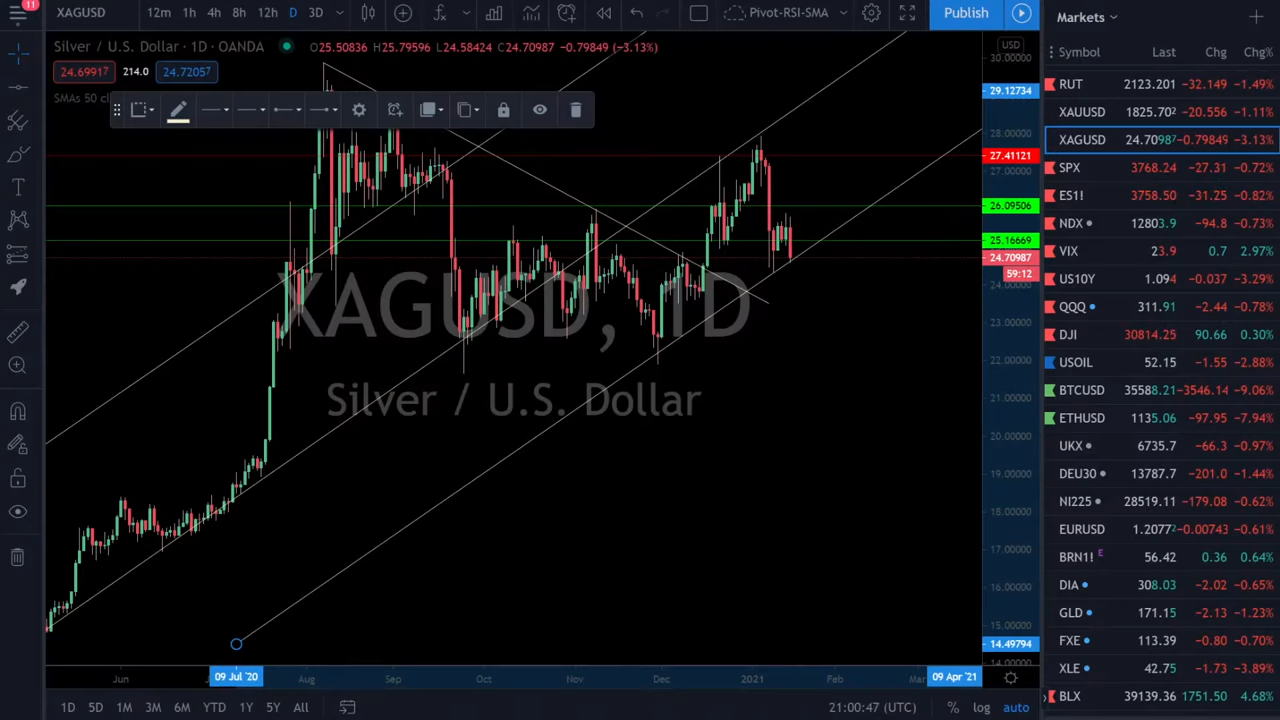 11
XAGUSD 12m 1h 4h 8h 12h D 3D Pivot-RSI-SMA Publish
Silver / U.S. Dollar · 1D · OANDA O25.50836 H25.79596 L24.58424 C24.70987 −0.79849 (−3.13%)
24.69917 214.0 24.72057
SMAs 50 cl
XAGUSD, 1D
Silver / U.S. Dollar
USD
30.00000
29.12734
28.00000
27.41121
27.00000
26.09506
25.16669
24.70987
59:12
24.00000
23.00000
22.00000
21.00000
20.00000
19.00000
18.00000
17.00000
16.00000
15.00000
14.49794
14.00000
Jun 09 Jul '20 Aug Sep Oct Nov Dec 2021 Feb Mar 09 Apr '21
1D 5D 1M 3M 6M YTD 1Y 5Y All 21:00:47 (UTC) % log auto
Markets
Symbol Last Chg Chg%
RUT 2123.201 −32.149 −1.49%
XAUUSD 1825.702 −20.556 −1.11%
XAGUSD 24.70987 −0.79849 −3.13%
SPX 3768.24 −27.31 −0.72%
ES1! 3758.50 −31.25 −0.82%
NDX 12803.9 −94.8 −0.73%
VIX 23.9 0.7 2.97%
US10Y 1.094 −0.037 −3.29%
QQQ 311.91 −2.44 −0.78%
DJI 30814.25 90.66 0.30%
USOIL 52.15 −1.55 −2.88%
BTCUSD 35588.21 −3546.14 −9.06%
ETHUSD 1135.06 −97.95 −7.94%
UKX 6735.7 −66.3 −0.97%
DEU30 13787.7 −201.0 −1.44%
NI225 28519.11 −179.08 −0.62%
EURUSD 1.20772 −0.00743 −0.61%
BRN1! E 56.42 0.36 0.64%
DIA 308.03 −2.02 −0.65%
GLD 171.15 −2.13 −1.23%
FXE 113.39 −0.80 −0.70%
XLE 42.75 −1.73 −3.89%
BLX 39139.36 1751.50 4.68%